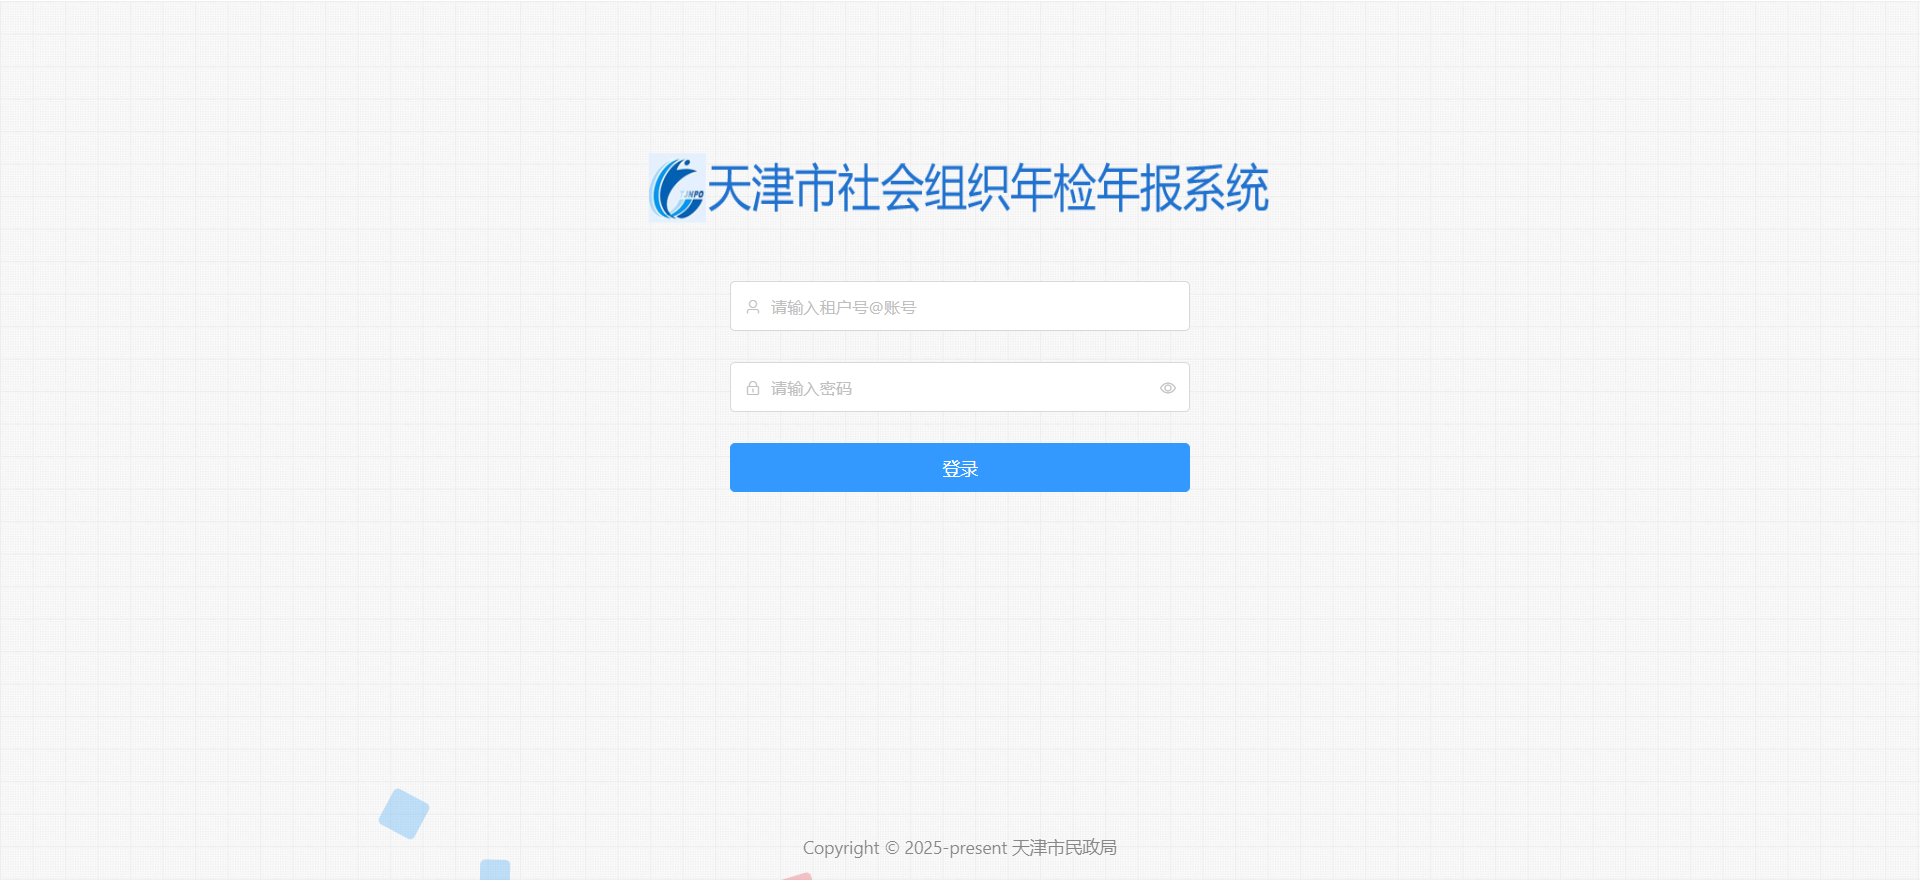 TJNPO
天津市社会组织年检年报系统
请输入租户号@账号
请输入密码
登录
Copyright © 2025-present 天津市民政局